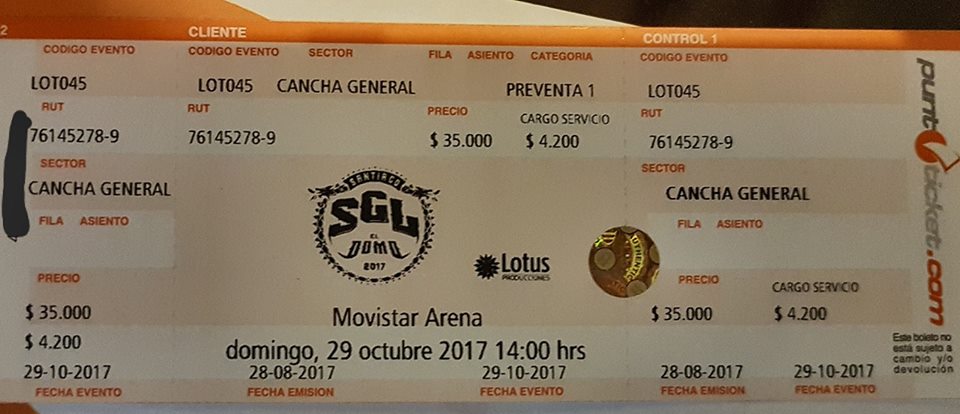 2
CLIENTE
CONTROL 1
CODIGO EVENTO
CODIGO EVENTO SECTOR FILA ASIENTO CATEGORIA
CODIGO EVENTO
LOT045
LOT045 CANCHA GENERAL PREVENTA 1
LOT045
RUT
RUT PRECIO CARGO SERVICIO
RUT
76145278-9
76145278-9 $ 35.000 $ 4.200
76145278-9
SECTOR
SECTOR
CANCHA GENERAL
CANCHA GENERAL
FILA ASIENTO
FILA ASIENTO
SANTIAGO
SGL
EL
DOMO
2017
Lotus
PRODUCCIONES
AUTHENTIC
PRECIO
PRECIO CARGO SERVICIO
$ 35.000
$ 35.000 $ 4.200
$ 4.200
Movistar Arena
domingo, 29 octubre 2017 14:00 hrs
29-10-2017
28-08-2017 29-10-2017
28-08-2017 29-10-2017
FECHA EVENTO
FECHA EMISION FECHA EVENTO
FECHA EMISION FECHA EVENTO
puntoticket.com
Este boleto no
está sujeto a
cambio y/o
devolución